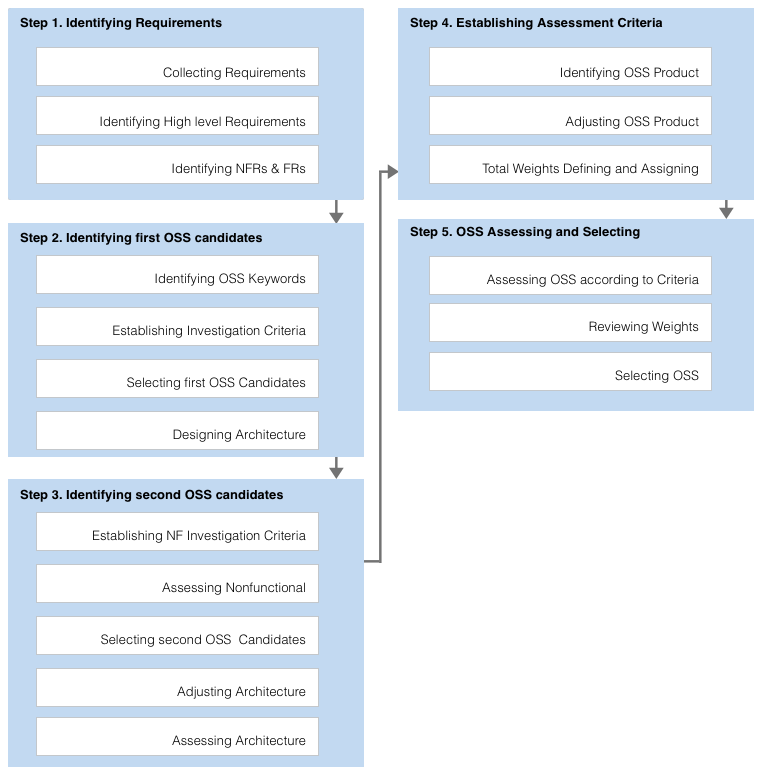 Step 1. Identifying Requirements
Collecting Requirements
Identifying High level Requirements
Identifying NFRs & FRs
Step 2. Identifying first OSS candidates
Identifying OSS Keywords
Establishing Investigation Criteria
Selecting first OSS Candidates
Designing Architecture
Step 3. Identifying second OSS candidates
Establishing NF Investigation Criteria
Assessing Nonfunctional
Selecting second OSS  Candidates
Adjusting Architecture
Assessing Architecture
Step 4. Establishing Assessment Criteria
Identifying OSS Product
Adjusting OSS Product
Total Weights Defining and Assigning
Step 5. OSS Assessing and Selecting
Assessing OSS according to Criteria
Reviewing Weights
Selecting OSS